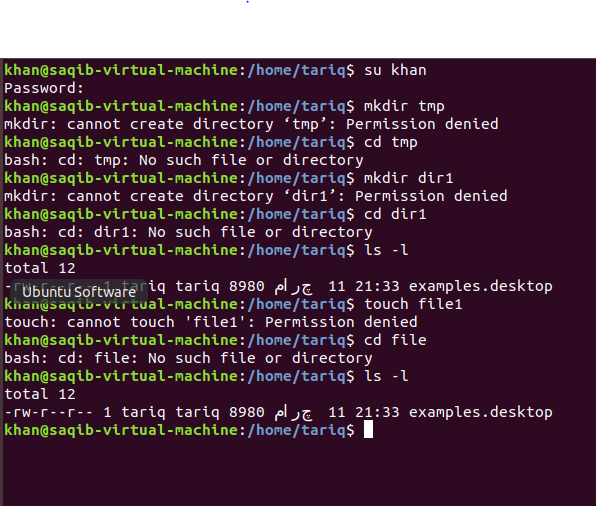 khan@saqib-virtual-machine:/home/tariq$ su khan
Password:
khan@saqib-virtual-machine:/home/tariq$ mkdir tmp
mkdir: cannot create directory ‘tmp’: Permission denied
khan@saqib-virtual-machine:/home/tariq$ cd tmp
bash: cd: tmp: No such file or directory
khan@saqib-virtual-machine:/home/tariq$ mkdir dir1
mkdir: cannot create directory ‘dir1’: Permission denied
khan@saqib-virtual-machine:/home/tariq$ cd dir1
bash: cd: dir1: No such file or directory
khan@saqib-virtual-machine:/home/tariq$ ls -l
total 12
-rw-r--r-- 1 tariq tariq 8980 مارچ 11 21:33 examples.desktop
Ubuntu Software
khan@saqib-virtual-machine:/home/tariq$ touch file1
touch: cannot touch 'file1': Permission denied
khan@saqib-virtual-machine:/home/tariq$ cd file
bash: cd: file: No such file or directory
khan@saqib-virtual-machine:/home/tariq$ ls -l
total 12
-rw-r--r-- 1 tariq tariq 8980 مارچ 11 21:33 examples.desktop
khan@saqib-virtual-machine:/home/tariq$